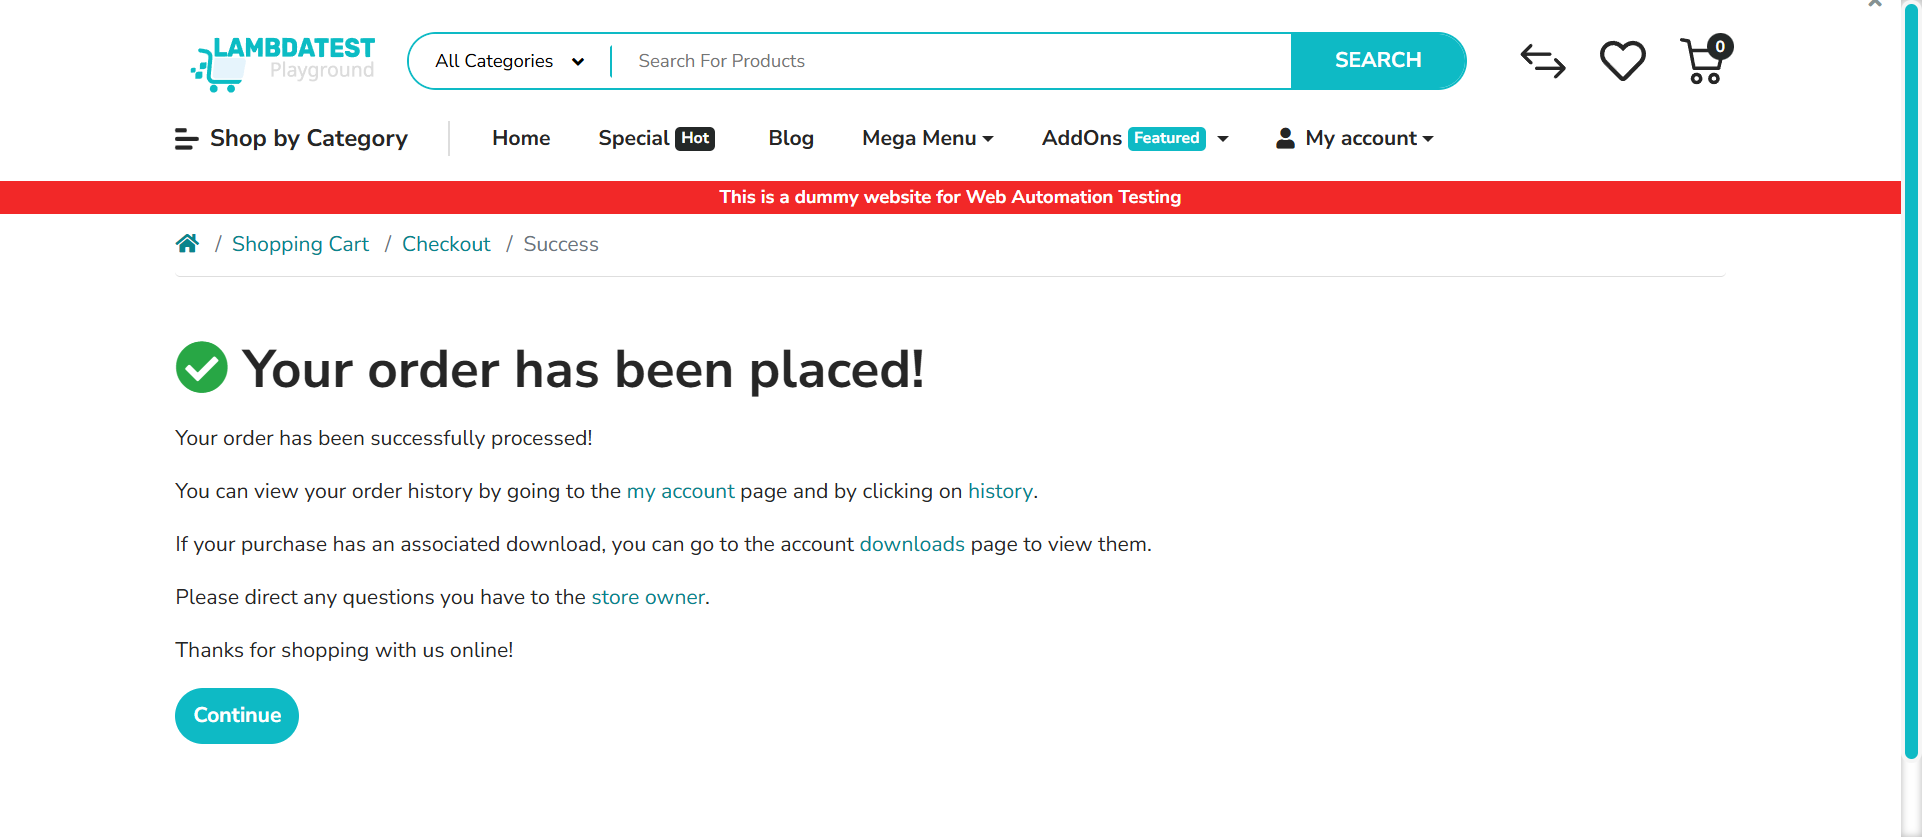 LAMBDATEST
Playground
All Categories
Search For Products
SEARCH
0
Shop by Category
Home
Special Hot
Blog
Mega Menu
AddOns Featured
My account
This is a dummy website for Web Automation Testing
/ Shopping Cart / Checkout / Success
Your order has been placed!
Your order has been successfully processed!
You can view your order history by going to the my account page and by clicking on history.
If your purchase has an associated download, you can go to the account downloads page to view them.
Please direct any questions you have to the store owner.
Thanks for shopping with us online!
Continue